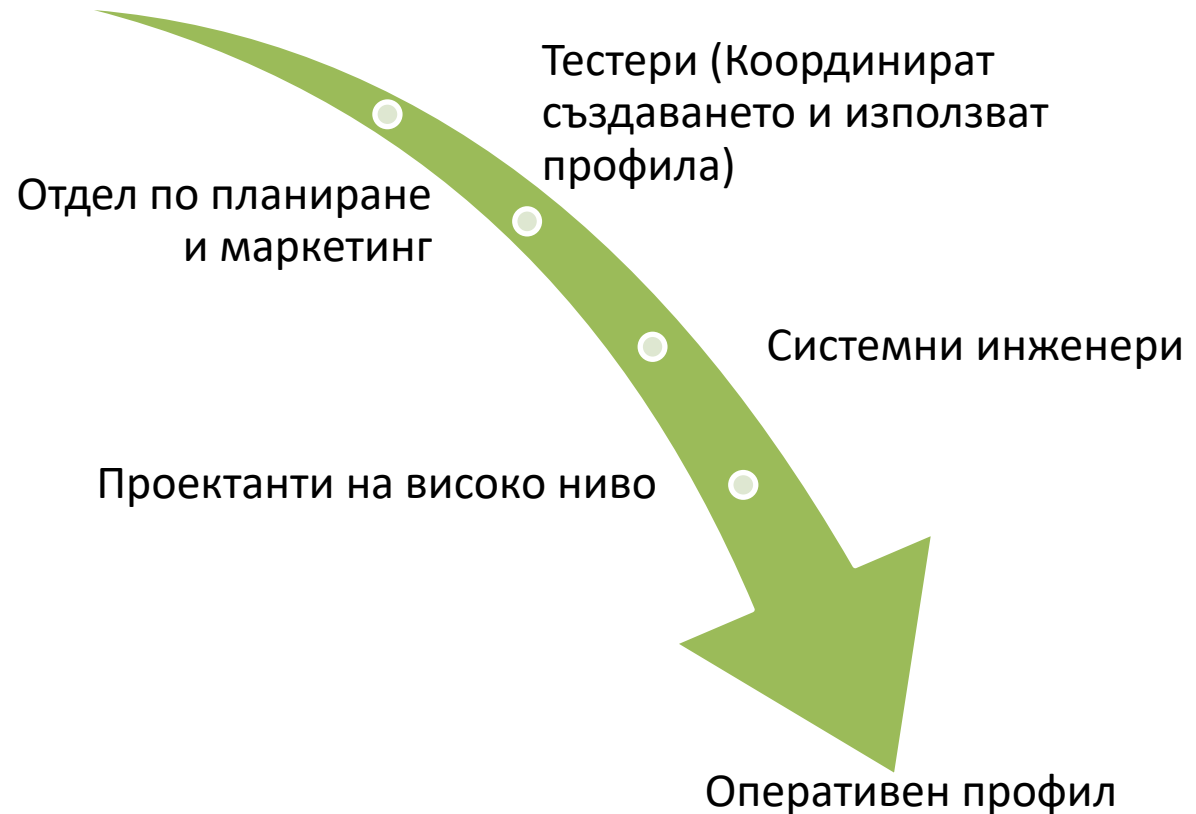 Тестери (Координират
създаването и използват
профила)
Отдел по планиране
и маркетинг
Системни инженери
Проектанти на високо ниво
Оперативен профил